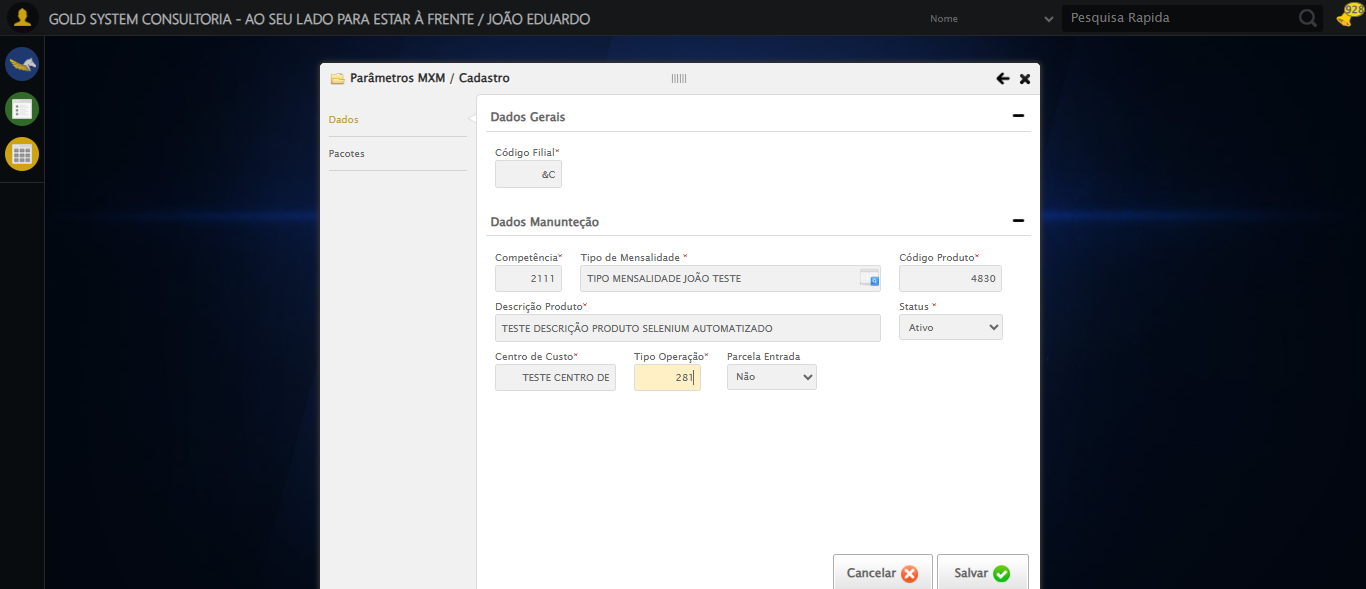 GOLD SYSTEM CONSULTORIA - AO SEU LADO PARA ESTAR À FRENTE / JOÃO EDUARDO
Nome
Pesquisa Rapida
928
Parâmetros MXM / Cadastro
Dados
Pacotes
Dados Gerais
Código Filial*
&C
Dados Manunteção
Competência* Tipo de Mensalidade * Código Produto*
2111 TIPO MENSALIDADE JOÃO TESTE 4830
Descrição Produto* Status *
TESTE DESCRIÇÃO PRODUTO SELENIUM AUTOMATIZADO Ativo
Centro de Custo* Tipo Operação* Parcela Entrada
TESTE CENTRO DE 281 Não
Cancelar Salvar